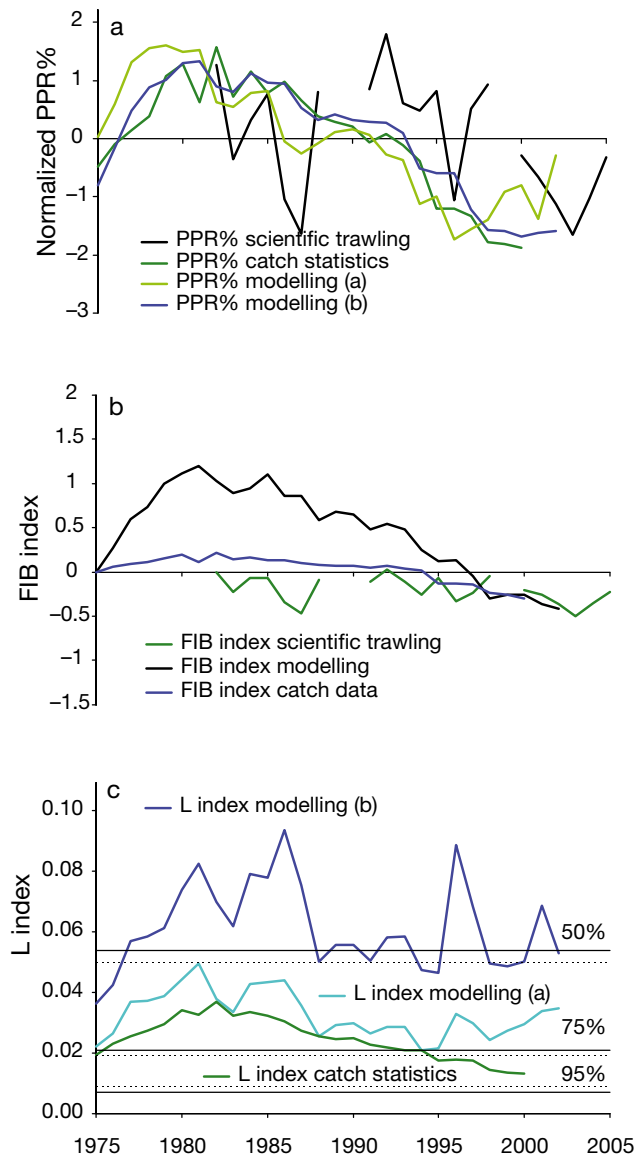 a
Normalized PPR%
2
1
0
−1
−2
−3
PPR% scientific trawling
PPR% catch statistics
PPR% modelling (a)
PPR% modelling (b)
b
FIB index
2
1.5
1
0.5
0
−0.5
−1
−1.5
FIB index scientific trawling
FIB index modelling
FIB index catch data
c
L index
0.10
0.08
0.06
0.04
0.02
0.00
L index modelling (b)
50%
L index modelling (a)
75%
L index catch statistics
95%
1975 1980 1985 1990 1995 2000 2005